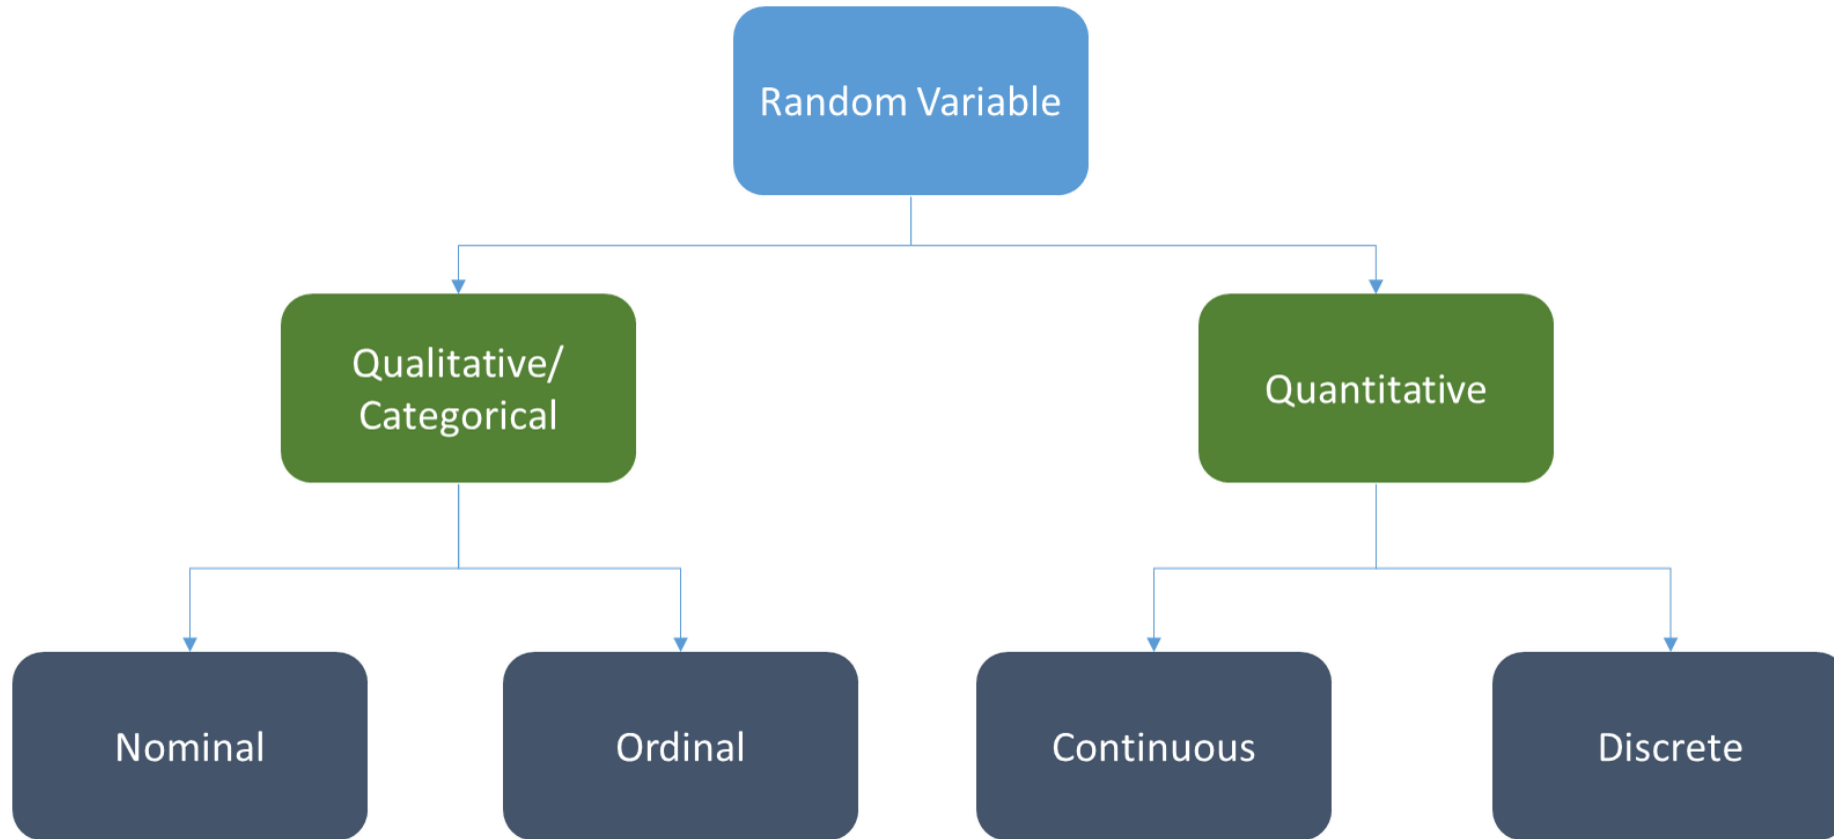 Random Variable
Qualitative/
Categorical
Quantitative
Nominal
Ordinal
Continuous
Discrete